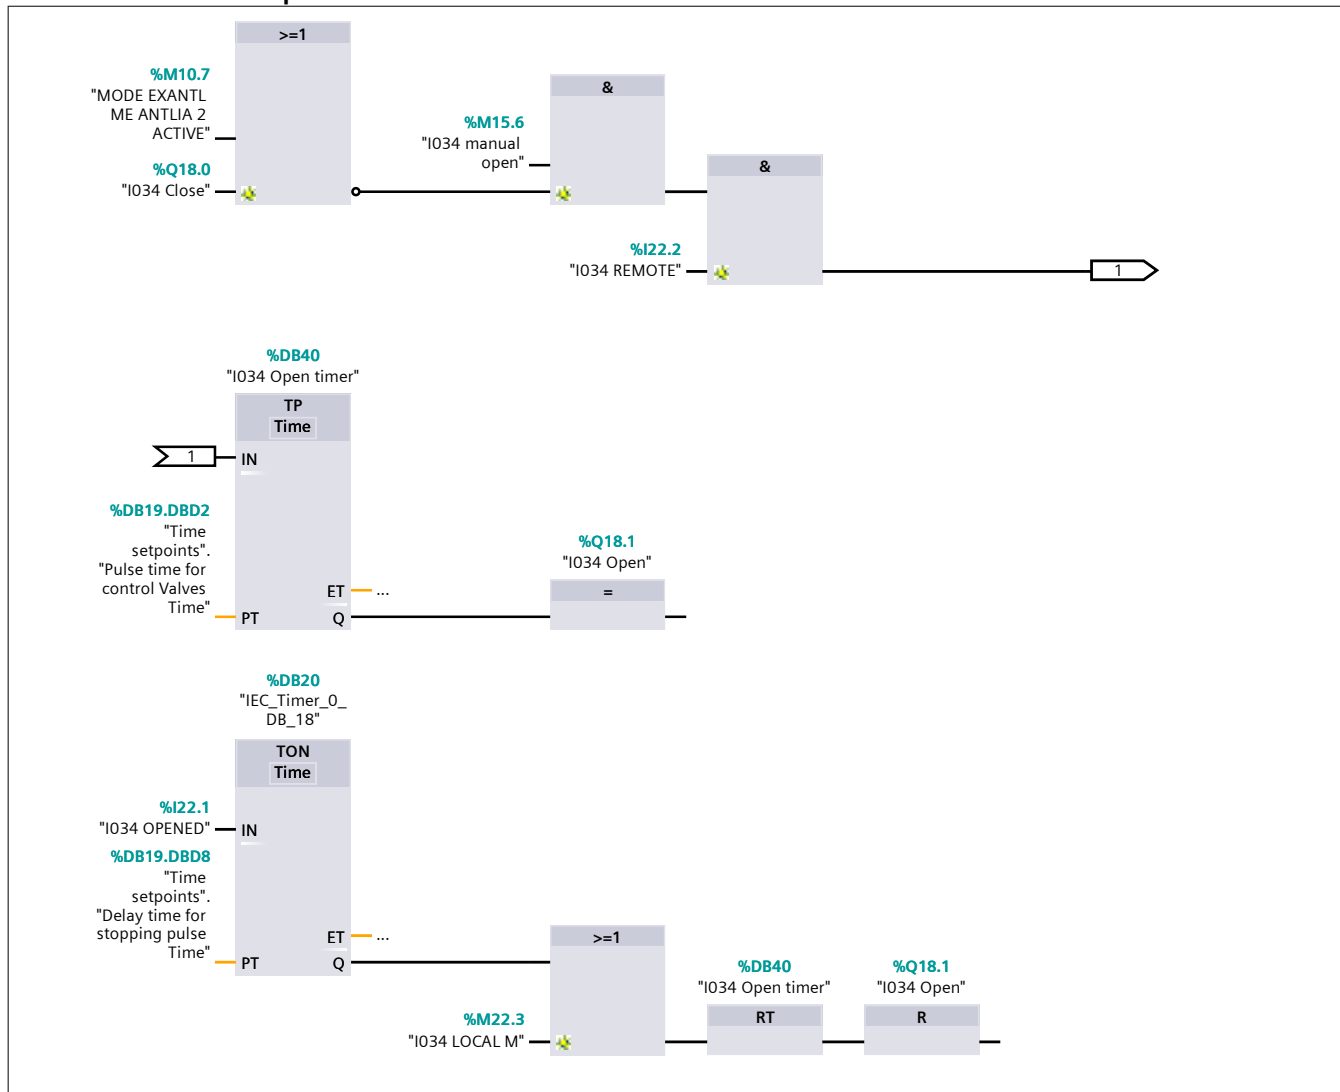 >=1
%M10.7
"MODE EXANTL
ME ANTLIA 2
ACTIVE"
%Q18.0
"I034 Close"
&
%M15.6
"I034 manual
open"
&
%I22.2
"I034 REMOTE"
1
%DB40
"I034 Open timer"
TP
Time
1
IN
%DB19.DBD2
"Time
setpoints".
"Pulse time for
control Valves
Time"
PT
ET
...
Q
%Q18.1
"I034 Open"
=
%DB20
"IEC_Timer_0_
DB_18"
TON
Time
%I22.1
"I034 OPENED"
IN
%DB19.DBD8
"Time
setpoints".
"Delay time for
stopping pulse
Time"
PT
ET
...
Q
>=1
%M22.3
"I034 LOCAL M"
%DB40
"I034 Open timer"
RT
%Q18.1
"I034 Open"
R